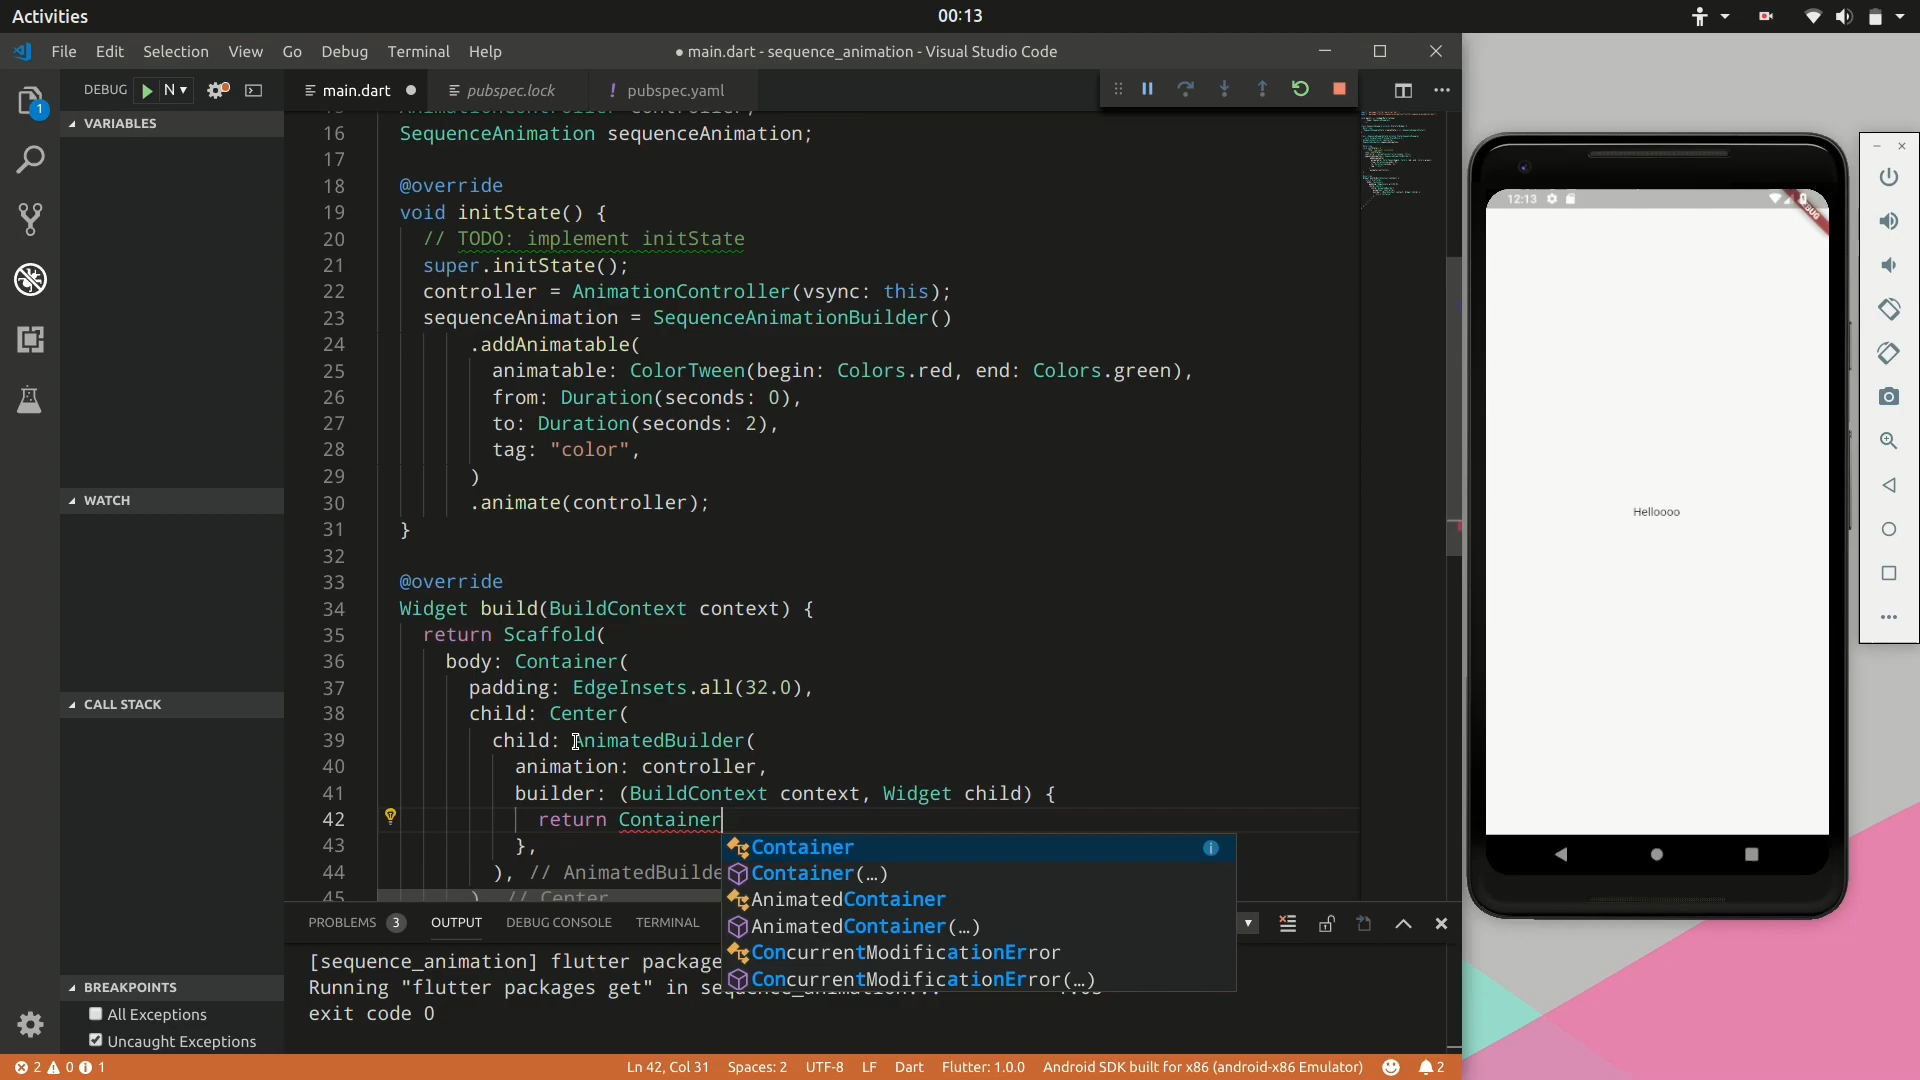 Activities
00:13
File Edit Selection View Go Debug Terminal Help
● main.dart - sequence_animation - Visual Studio Code
DEBUG N
main.dart
pubspec.lock
! pubspec.yaml
1
VARIABLES
WATCH
CALL STACK
BREAKPOINTS
All Exceptions
Uncaught Exceptions
16 SequenceAnimation sequenceAnimation;
17
18 @override
19 void initState() {
20 // TODO: implement initState
21 super.initState();
22 controller = AnimationController(vsync: this);
23 sequenceAnimation = SequenceAnimationBuilder()
24 .addAnimatable(
25 animatable: ColorTween(begin: Colors.red, end: Colors.green),
26 from: Duration(seconds: 0),
27 to: Duration(seconds: 2),
28 tag: "color",
29 )
30 .animate(controller);
31 }
32
33 @override
34 Widget build(BuildContext context) {
35 return Scaffold(
36 body: Container(
37 padding: EdgeInsets.all(32.0),
38 child: Center(
39 child: AnimatedBuilder(
40 animation: controller,
41 builder: (BuildContext context, Widget child) {
42 return Container
43 },
44 ), // AnimatedBuilde
45 ) // Center
Container
Container(…)
AnimatedContainer
AnimatedContainer(…)
ConcurrentModificationError
ConcurrentModificationError(…)
PROBLEMS 3 OUTPUT DEBUG CONSOLE TERMINAL
[sequence_animation] flutter package
Running "flutter packages get" in
exit code 0
2 0 1
Ln 42, Col 31 Spaces: 2 UTF-8 LF Dart Flutter: 1.0.0 Android SDK built for x86 (android-x86 Emulator) 2
12:13
Helloooo